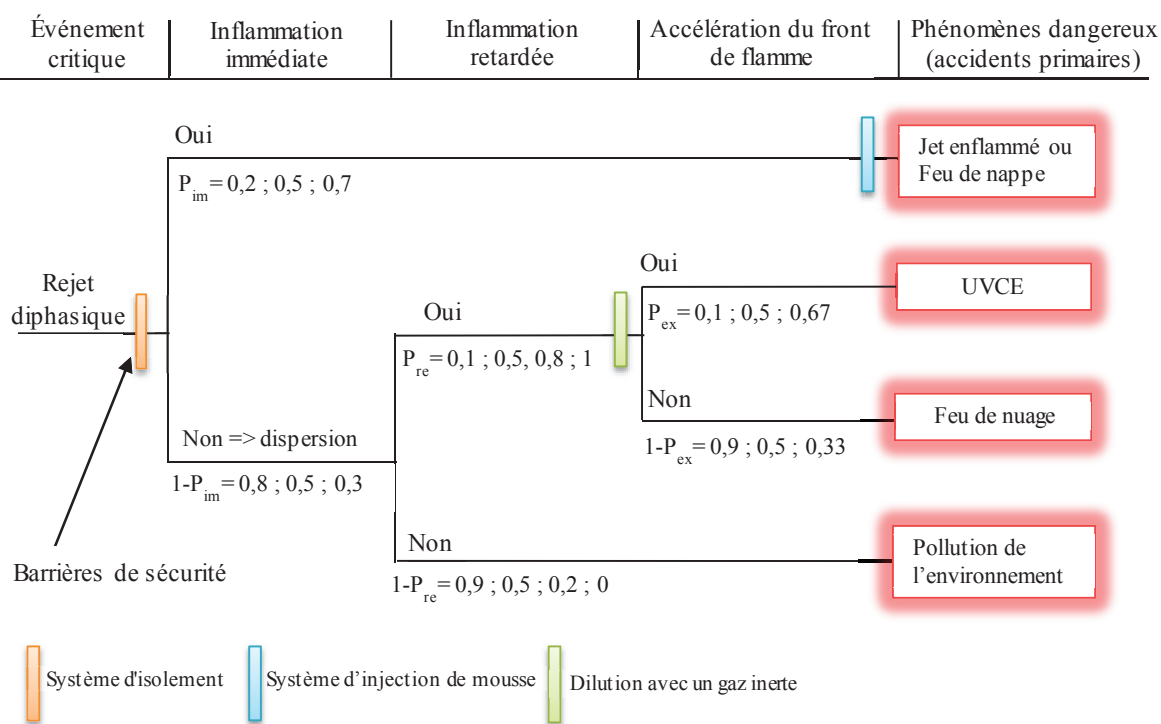 Événement
critique
Inflammation
immédiate
Inflammation
retardée
Accélération du front
de flamme
Phénomènes dangereux
(accidents primaires)
Oui
P_im = 0,2 ; 0,5 ; 0,7
Jet enflammé ou
Feu de nappe
Rejet
diphasique
Oui
P_re = 0,1 ; 0,5, 0,8 ; 1
Oui
P_ex = 0,1 ; 0,5 ; 0,67
UVCE
Non
1-P_ex = 0,9 ; 0,5 ; 0,33
Feu de nuage
Non => dispersion
1-P_im = 0,8 ; 0,5 ; 0,3
Non
1-P_re = 0,9 ; 0,5 ; 0,2 ; 0
Pollution de
l’environnement
Barrières de sécurité
Système d'isolement
Système d’injection de mousse
Dilution avec un gaz inerte